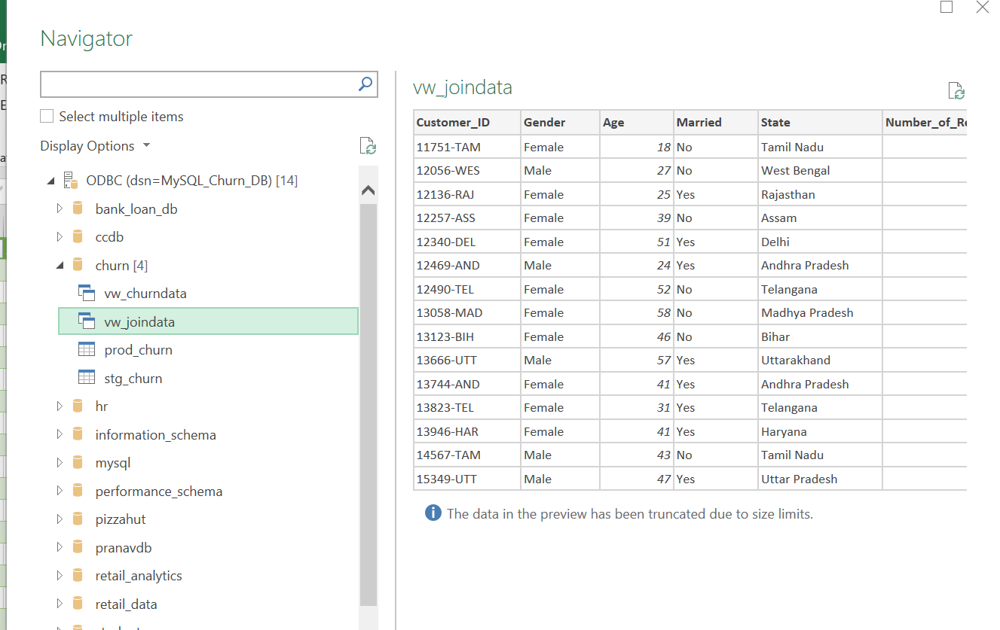 Navigator
Select multiple items
Display Options
ODBC (dsn=MySQL_Churn_DB) [14]
bank_loan_db
ccdb
churn [4]
vw_churndata
vw_joindata
prod_churn
stg_churn
hr
information_schema
mysql
performance_schema
pizzahut
pranavdb
retail_analytics
retail_data
vw_joindata
Customer_ID Gender Age Married State Number_of_Re
11751-TAM Female 18 No Tamil Nadu
12056-WES Male 27 No West Bengal
12136-RAJ Female 25 Yes Rajasthan
12257-ASS Female 39 No Assam
12340-DEL Female 51 Yes Delhi
12469-AND Male 24 Yes Andhra Pradesh
12490-TEL Female 52 No Telangana
13058-MAD Female 58 No Madhya Pradesh
13123-BIH Female 46 No Bihar
13666-UTT Male 57 Yes Uttarakhand
13744-AND Female 41 Yes Andhra Pradesh
13823-TEL Female 31 Yes Telangana
13946-HAR Female 41 Yes Haryana
14567-TAM Male 43 No Tamil Nadu
15349-UTT Male 47 Yes Uttar Pradesh
The data in the preview has been truncated due to size limits.